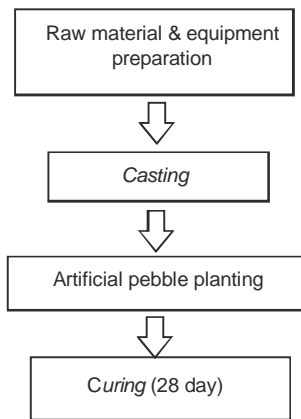 Raw material & equipment
preparation
Casting
Artificial pebble planting
Curing (28 day)